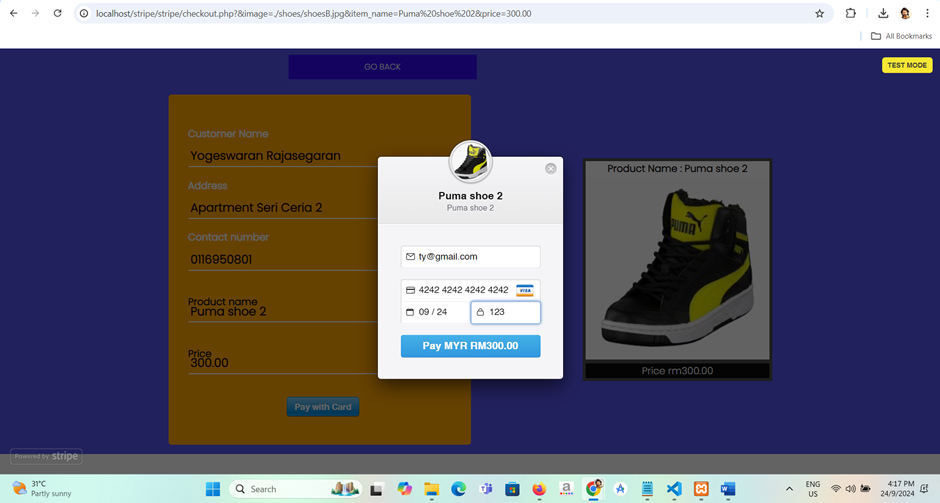 localhost/stripe/stripe/checkout.php?&image=./shoes/shoesB.jpg&item_name=Puma%20shoe%202&price=300.00
All Bookmarks
GO BACK
TEST MODE
Customer Name
Yogeswaran Rajasegaran
Address
Apartment Seri Ceria 2
Contact number
0116950801
Product name
Puma shoe 2
Price
300.00
Pay with Card
Puma shoe 2
Puma shoe 2
ty@gmail.com
4242 4242 4242 4242 VISA
09 / 24 123
Pay MYR RM300.00
Product Name : Puma shoe 2
PUMA
Price rm300.00
Powered by stripe
31°C
Partly sunny
Search
ENG
US
4:17 PM
24/9/2024